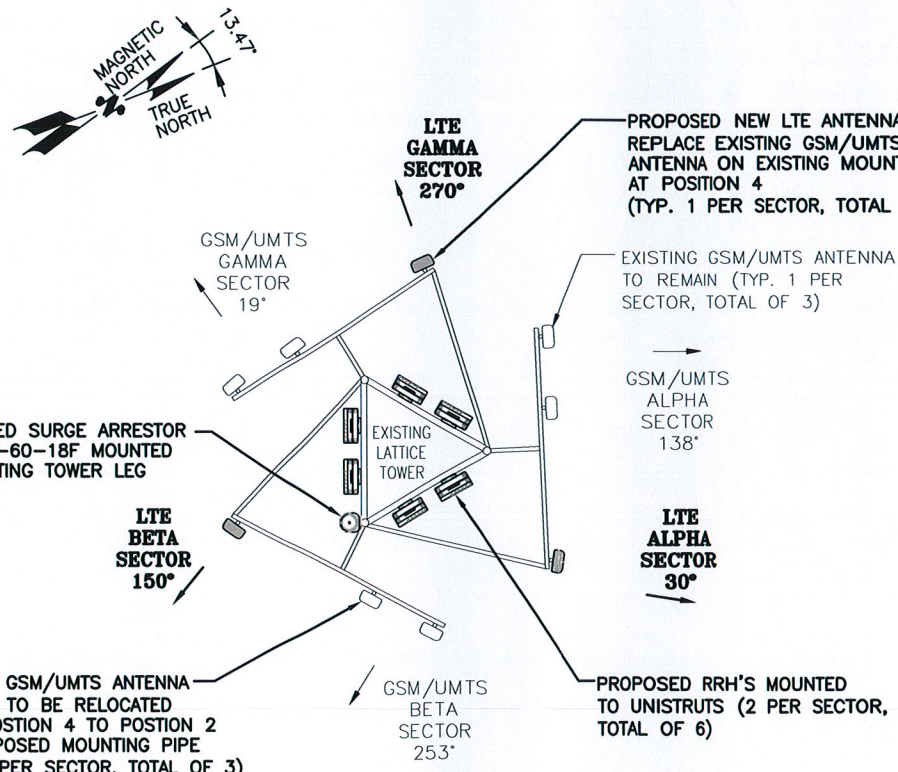 MAGNETIC
NORTH
13.47°
TRUE
NORTH
LTE
GAMMA
SECTOR
270°
PROPOSED NEW LTE ANTENNA
REPLACE EXISTING GSM/UMTS
ANTENNA ON EXISTING MOUNT
AT POSITION 4
(TYP. 1 PER SECTOR, TOTAL
GSM/UMTS
GAMMA
SECTOR
19°
EXISTING GSM/UMTS ANTENNA
TO REMAIN (TYP. 1 PER
SECTOR, TOTAL OF 3)
GSM/UMTS
ALPHA
SECTOR
138°
ED SURGE ARRESTOR
-60-18F MOUNTED
TING TOWER LEG
EXISTING
LATTICE
TOWER
LTE
BETA
SECTOR
150°
LTE
ALPHA
SECTOR
30°
GSM/UMTS ANTENNA
TO BE RELOCATED
OSTION 4 TO POSTION 2
POSED MOUNTING PIPE
PER SECTOR, TOTAL OF 3)
GSM/UMTS
BETA
SECTOR
253°
PROPOSED RRH'S MOUNTED
TO UNISTRUTS (2 PER SECTOR,
TOTAL OF 6)